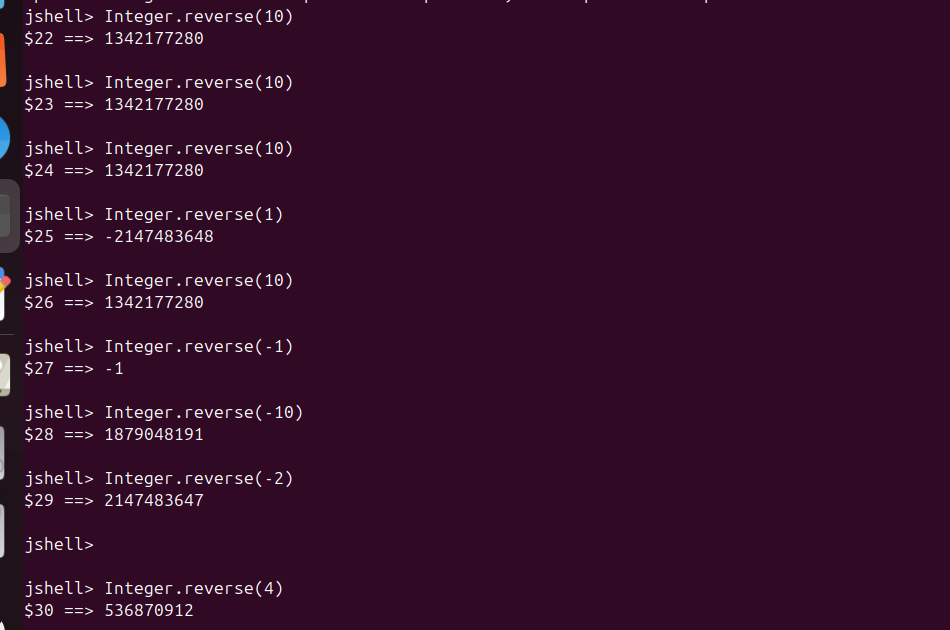 jshell> Integer.reverse(10)
$22 ==> 1342177280
jshell> Integer.reverse(10)
$23 ==> 1342177280
jshell> Integer.reverse(10)
$24 ==> 1342177280
jshell> Integer.reverse(1)
$25 ==> -2147483648
jshell> Integer.reverse(10)
$26 ==> 1342177280
jshell> Integer.reverse(-1)
$27 ==> -1
jshell> Integer.reverse(-10)
$28 ==> 1879048191
jshell> Integer.reverse(-2)
$29 ==> 2147483647
jshell>
jshell> Integer.reverse(4)
$30 ==> 536870912